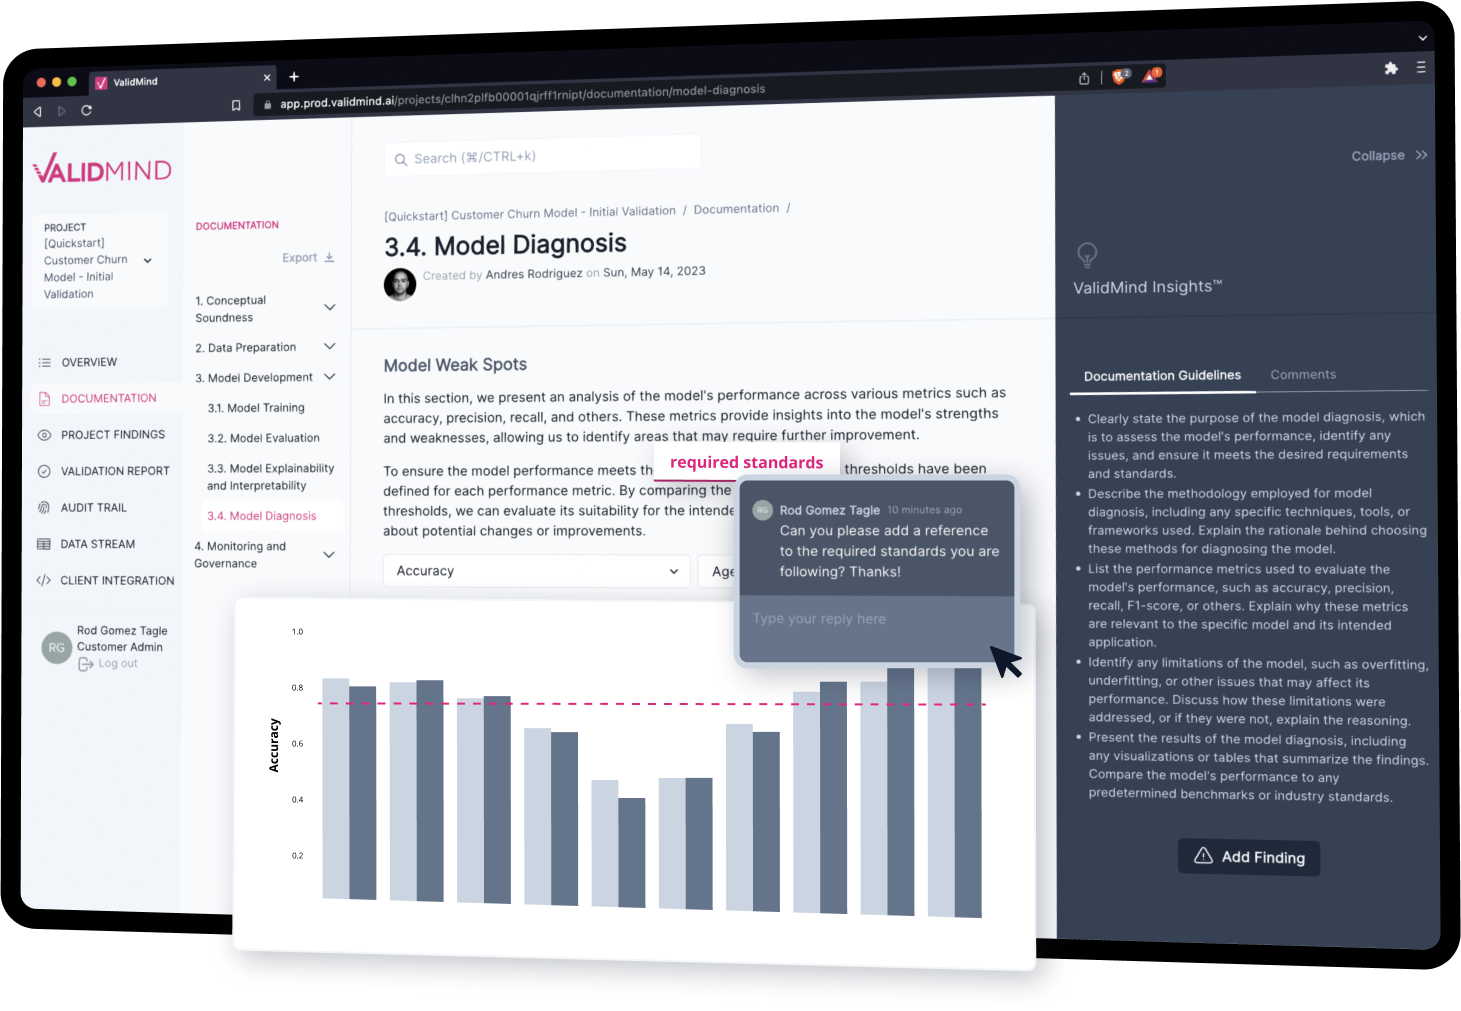 ValidMind
app.prod.validmind.ai/projects/clhn2plfb00001qjrff1rnipt/documentation/model-diagnosis
2
1
VALIDMIND
PROJECT
[Quickstart]
Customer Churn
Model - Initial
Validation
OVERVIEW
DOCUMENTATION
PROJECT FINDINGS
VALIDATION REPORT
AUDIT TRAIL
DATA STREAM
</> CLIENT INTEGRATION
RG
Rod Gomez Tagle
Customer Admin
Log out
DOCUMENTATION
Export
1. Conceptual
Soundness
2. Data Preparation
3. Model Development
3.1. Model Training
3.2. Model Evaluation
3.3. Model Explainability
and Interpretability
3.4. Model Diagnosis
4. Monitoring and
Governance
Search (⌘/CTRL+k)
[Quickstart] Customer Churn Model - Initial Validation / Documentation /
3.4. Model Diagnosis
Created by Andres Rodriguez on Sun, May 14, 2023
Model Weak Spots
In this section, we present an analysis of the model's performance across various metrics such as
accuracy, precision, recall, and others. These metrics provide insights into the model's strengths
and weaknesses, allowing us to identify areas that may require further improvement.
To ensure the model performance meets th required standards thresholds have been
defined for each performance metric. By comparing the
thresholds, we can evaluate its suitability for the intende
about potential changes or improvements.
Accuracy
Age
RG Rod Gomez Tagle 10 minutes ago
Can you please add a reference
to the required standards you are
following? Thanks!
Type your reply here
Accuracy
1.0
0.8
0.6
0.4
0.2
Collapse
ValidMind Insights™
Documentation Guidelines
Comments
• Clearly state the purpose of the model diagnosis, which
is to assess the model's performance, identify any
issues, and ensure it meets the desired requirements
and standards.
• Describe the methodology employed for model
diagnosis, including any specific techniques, tools, or
frameworks used. Explain the rationale behind choosing
these methods for diagnosing the model.
• List the performance metrics used to evaluate the
model's performance, such as accuracy, precision,
recall, F1-score, or others. Explain why these metrics
are relevant to the specific model and its intended
application.
• Identify any limitations of the model, such as overfitting,
underfitting, or other issues that may affect its
performance. Discuss how these limitations were
addressed, or if they were not, explain the reasoning.
• Present the results of the model diagnosis, including
any visualizations or tables that summarize the findings.
Compare the model's performance to any
predetermined benchmarks or industry standards.
Add Finding